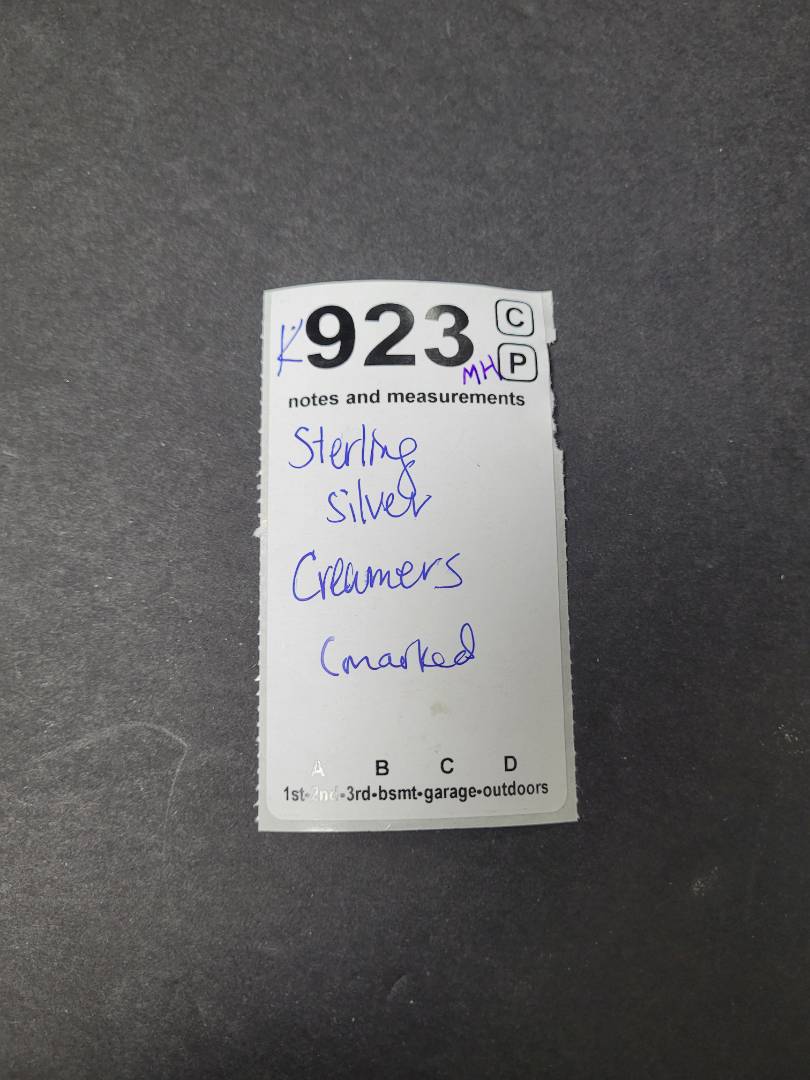 K923 C
MH P
notes and measurements
Sterling
silver
Creamers
(marked
A B C D
1st•2nd•3rd•bsmt•garage•outdoors